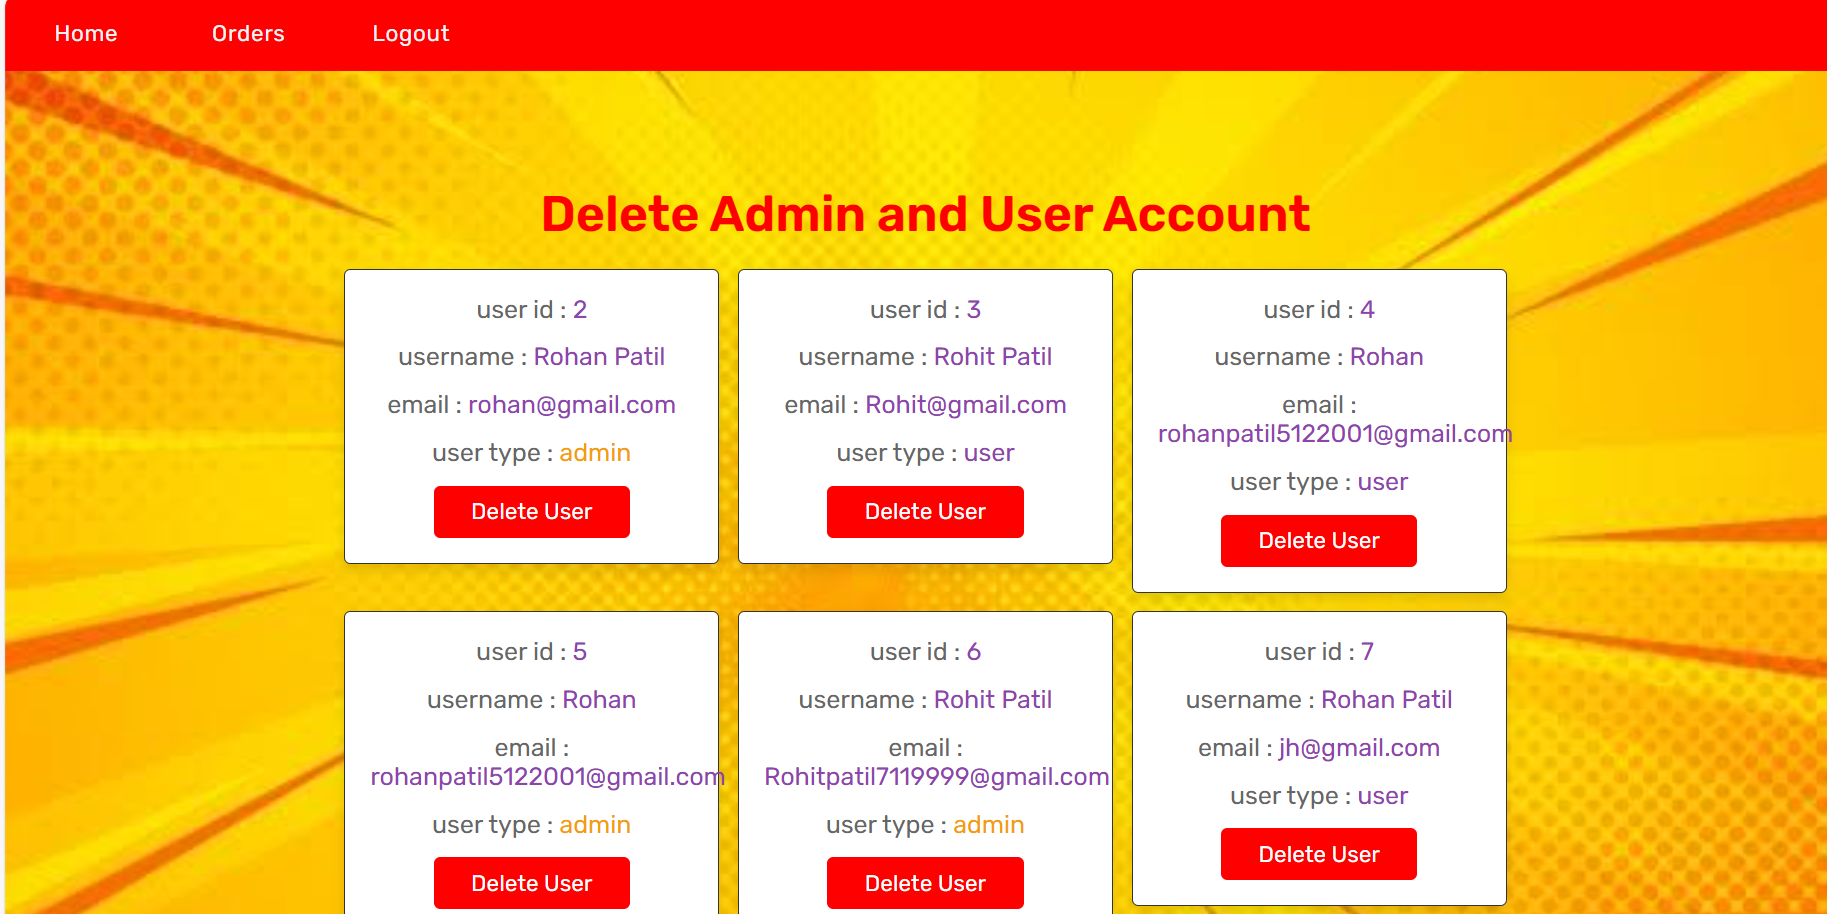 Home Orders Logout
Delete Admin and User Account
user id : 2
username : Rohan Patil
email : rohan@gmail.com
user type : admin
Delete User
user id : 3
username : Rohit Patil
email : Rohit@gmail.com
user type : user
Delete User
user id : 4
username : Rohan
email :
rohanpatil5122001@gmail.com
user type : user
Delete User
user id : 5
username : Rohan
email :
rohanpatil5122001@gmail.com
user type : admin
Delete User
user id : 6
username : Rohit Patil
email :
Rohitpatil7119999@gmail.com
user type : admin
Delete User
user id : 7
username : Rohan Patil
email : jh@gmail.com
user type : user
Delete User